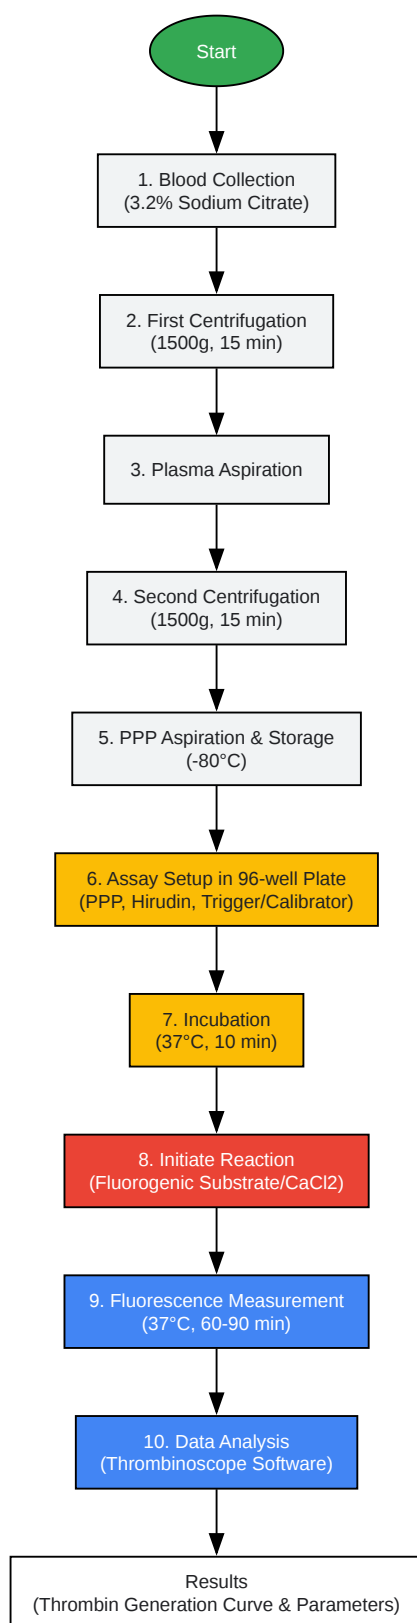 Start
1. Blood Collection
(3.2% Sodium Citrate)
2. First Centrifugation
(1500g, 15 min)
3. Plasma Aspiration
4. Second Centrifugation
(1500g, 15 min)
5. PPP Aspiration & Storage
(-80°C)
6. Assay Setup in 96-well Plate
(PPP, Hirudin, Trigger/Calibrator)
7. Incubation
(37°C, 10 min)
8. Initiate Reaction
(Fluorogenic Substrate/CaCl2)
9. Fluorescence Measurement
(37°C, 60-90 min)
10. Data Analysis
(Thrombinoscope Software)
Results
(Thrombin Generation Curve & Parameters)